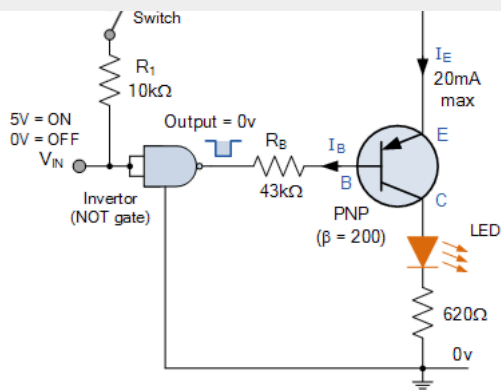 Switch
R1
10kΩ
5V = ON
0V = OFF
VIN
Output = 0v
Invertor
(NOT gate)
RB
43kΩ
IB
B
PNP
(β = 200)
IE
20mA
max
E
C
LED
620Ω
0v